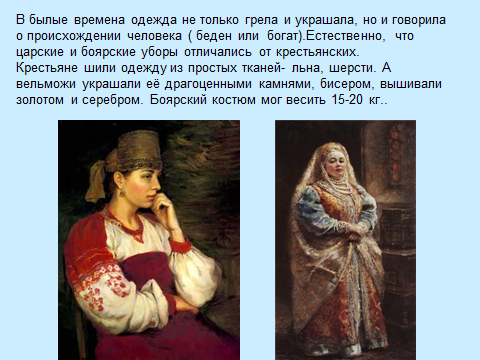 В былые времена одежда не только грела и украшала, но и говорила
о происхождении человека ( беден или богат).Естественно, что
царские и боярские уборы отличались от крестьянских.
Крестьяне шили одежду из простых тканей- льна, шерсти. А
вельможи украшали её драгоценными камнями, бисером, вышивали
золотом и серебром. Боярский костюм мог весить 15-20 кг..